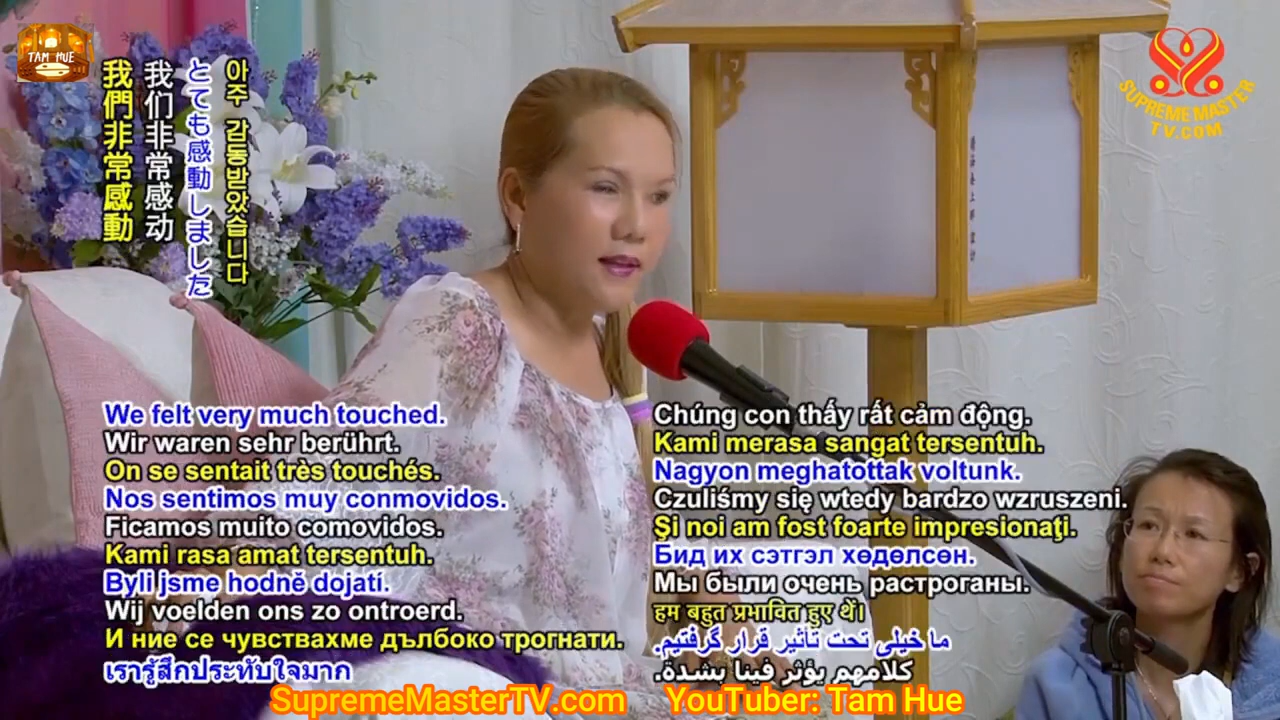 TAM HUE
我們非常感動
我们非常感动
とても感動しました
아주 감동받았습니다
SUPREME MASTER
TV.COM
We felt very much touched.
Wir waren sehr berührt.
On se sentait très touchés.
Nos sentimos muy conmovidos.
Ficamos muito comovidos.
Kami rasa amat tersentuh.
Byli jsme hodně dojatí.
Wij voelden ons zo ontroerd.
И ние се чувствахме дълбоко трогнати.
เรารู้สึกประทับใจมาก
Chúng con thấy rất cảm động.
Kami merasa sangat tersentuh.
Nagyon meghatottak voltunk.
Czuliśmy się wtedy bardzo wzruszeni.
Şi noi am fost foarte impresionaţi.
Бид их сэтгэл хөдөлсөн.
Мы были очень растроганы.
हम बहुत प्रभावित हुए थे।
ما خیلی تحت تأثیر قرار گرفتیم.
كلامهم يؤثر فينا بشدة.
SupremeMasterTV.com YouTuber: Tam Hue